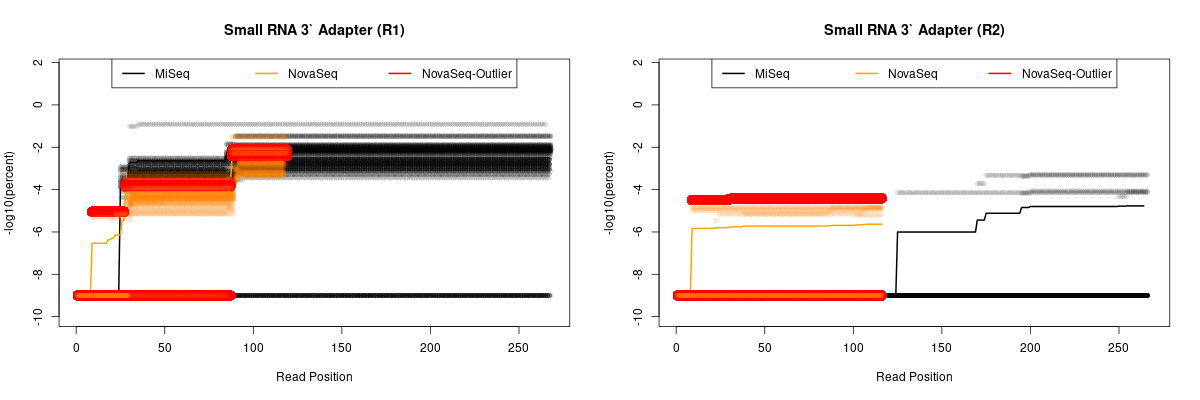 Small RNA 3` Adapter (R1)
MiSeq NovaSeq NovaSeq-Outlier
-log10(percent)
2
0
-2
-4
-6
-8
-10
0 50 100 150 200 250
Read Position
Small RNA 3` Adapter (R2)
MiSeq NovaSeq NovaSeq-Outlier
-log10(percent)
2
0
-2
-4
-6
-8
-10
0 50 100 150 200 250
Read Position